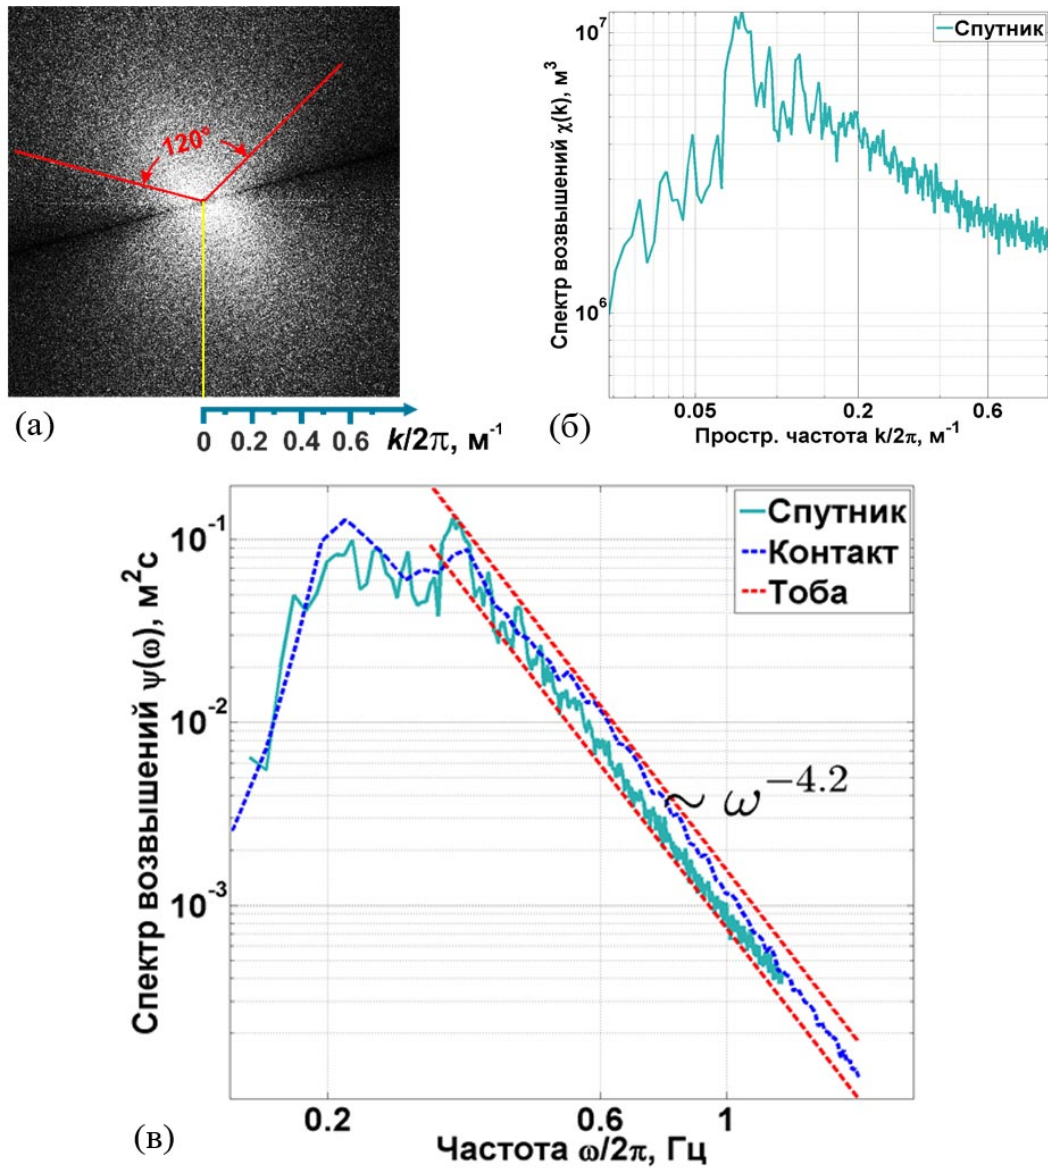 120°
(а)
0 0.2 0.4 0.6 k/2π, м⁻¹
Спектр возвышений χ(k), м³
10⁷
10⁶
Спутник
0.05 0.2 0.6
(б)
Простр. частота k/2π, м⁻¹
Спектр возвышений ψ(ω), м²с
10⁻¹
10⁻²
10⁻³
Спутник
Контакт
Тоба
~ ω⁻⁴·²
0.2 0.6 1
(в)
Частота ω/2π, Гц